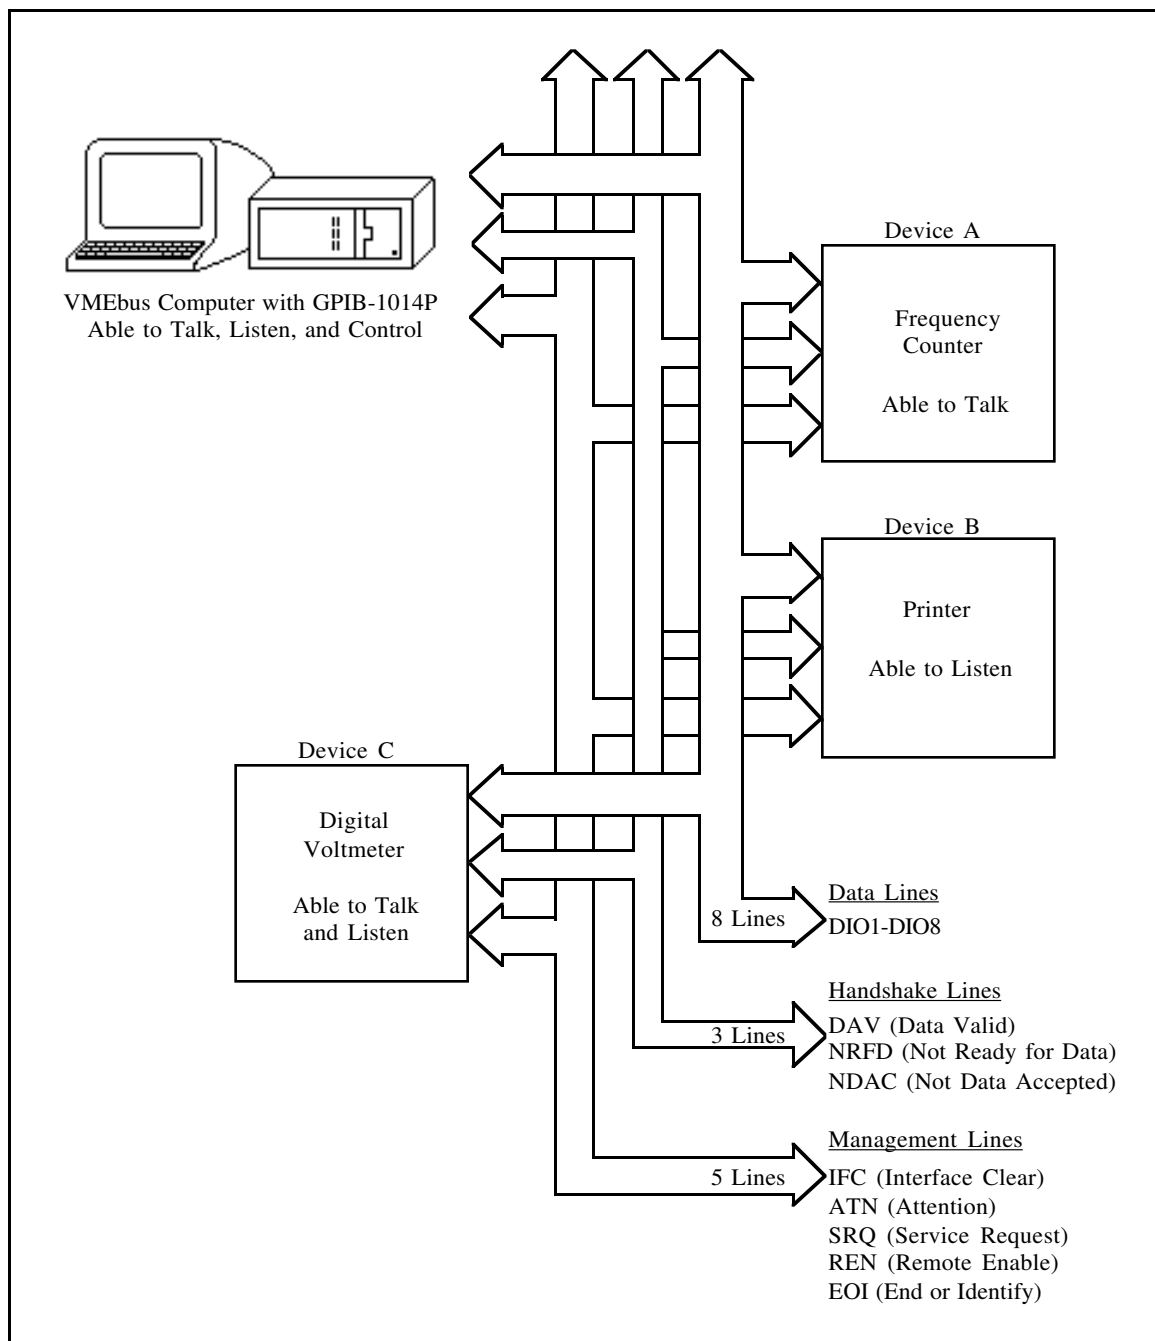 VMEbus Computer with GPIB-1014P
Able to Talk, Listen, and Control
Device A
Frequency
Counter
Able to Talk
Device B
Printer
Able to Listen
Device C
Digital
Voltmeter
Able to Talk
and Listen
8 Lines
Data Lines
DIO1-DIO8
3 Lines
Handshake Lines
DAV (Data Valid)
NRFD (Not Ready for Data)
NDAC (Not Data Accepted)
5 Lines
Management Lines
IFC (Interface Clear)
ATN (Attention)
SRQ (Service Request)
REN (Remote Enable)
EOI (End or Identify)